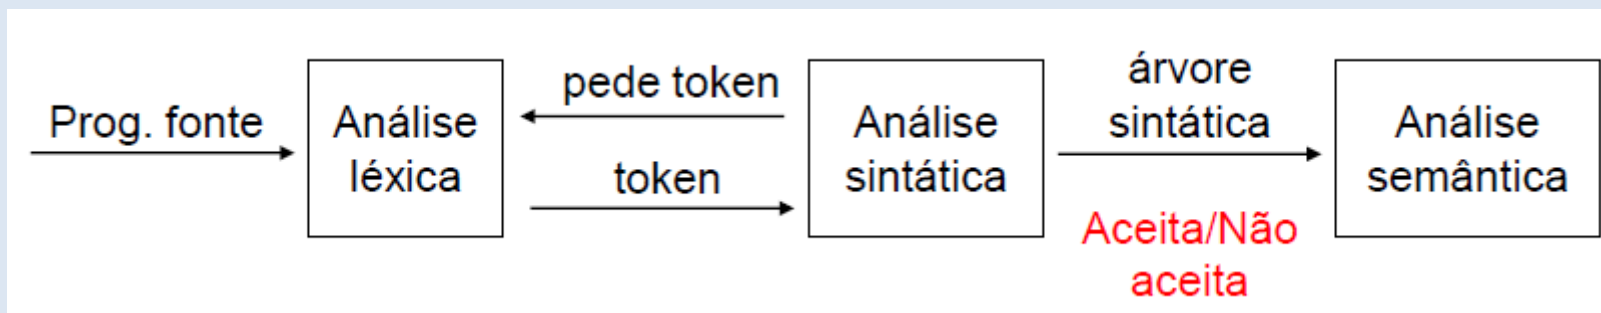 Prog. fonte
Análise
léxica
pede token
token
Análise
sintática
árvore
sintática
Aceita/Não
aceita
Análise
semântica